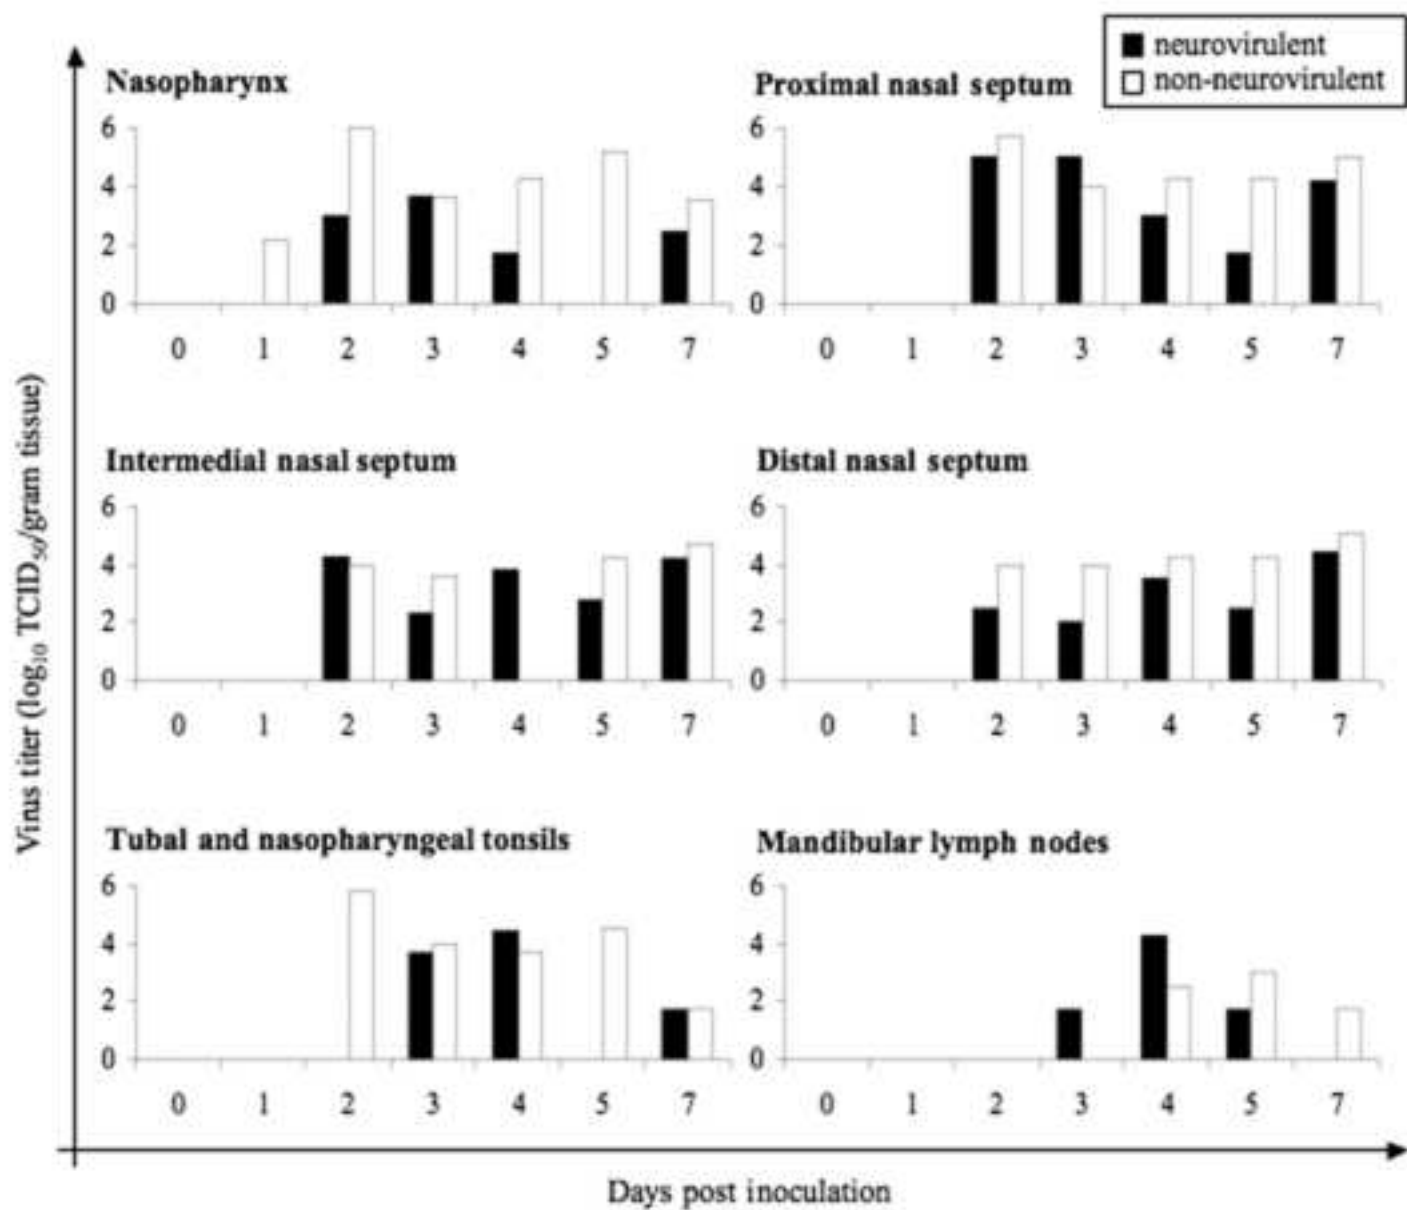 neurovirulent
non-neurovirulent
Nasopharynx
6
4
2
0
0 1 2 3 4 5 7
Proximal nasal septum
6
4
2
0
0 1 2 3 4 5 7
Intermedial nasal septum
6
4
2
0
0 1 2 3 4 5 7
Distal nasal septum
6
4
2
0
0 1 2 3 4 5 7
Tubal and nasopharyngeal tonsils
6
4
2
0
0 1 2 3 4 5 7
Mandibular lymph nodes
6
4
2
0
0 1 2 3 4 5 7
Virus titer (log₁₀ TCID₅₀/gram tissue)
Days post inoculation